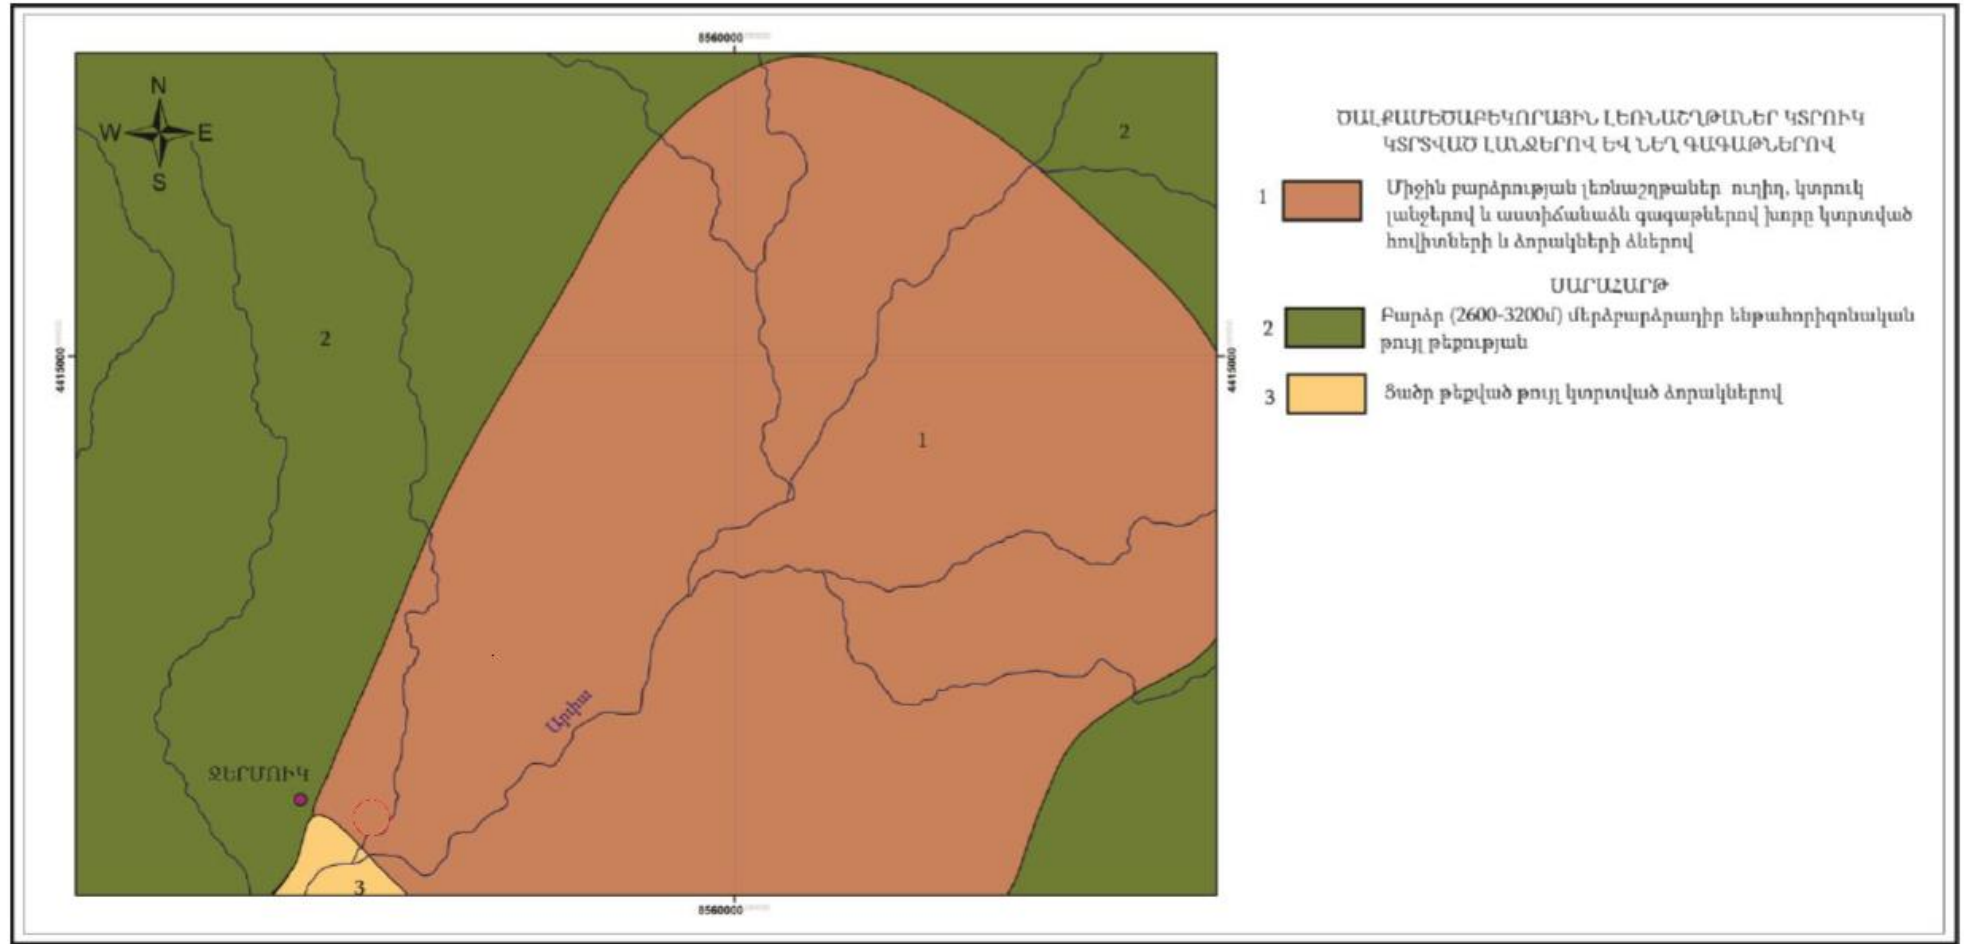 8560000
N
W E
S
2
2
4415000
4415000
1
Արփա
ՋԵՐՄՈՒԿ
3
8560000
ԾԱԼՔԱՄԵԾԱԲԵԿՈՐԱՅԻՆ ԼԵՌՆԱՇՂԹԱՆԵՐ ԿՏՐՈՒԿ
ԿՏՐՏՎԱԾ ԼԱՆՋԵՐՈՎ ԵՎ ՆԵՂ ԳԱԳԱԹՆԵՐՈՎ
1 Միջին բարձրության լեռնաշղթաներ ուղիղ, կտրուկ
լանջերով և աստիճանաձև գագաթներով խորը կտրտված
հովիտների և ձորակների ձևերով
ՍԱՐԱՀԱՐԹ
2 Բարձր (2600-3200մ) մերձբարձրադիր ենթահորիզոնական
թույլ թեքության
3 Ցածր թեքված թույլ կտրտված ձորակներով